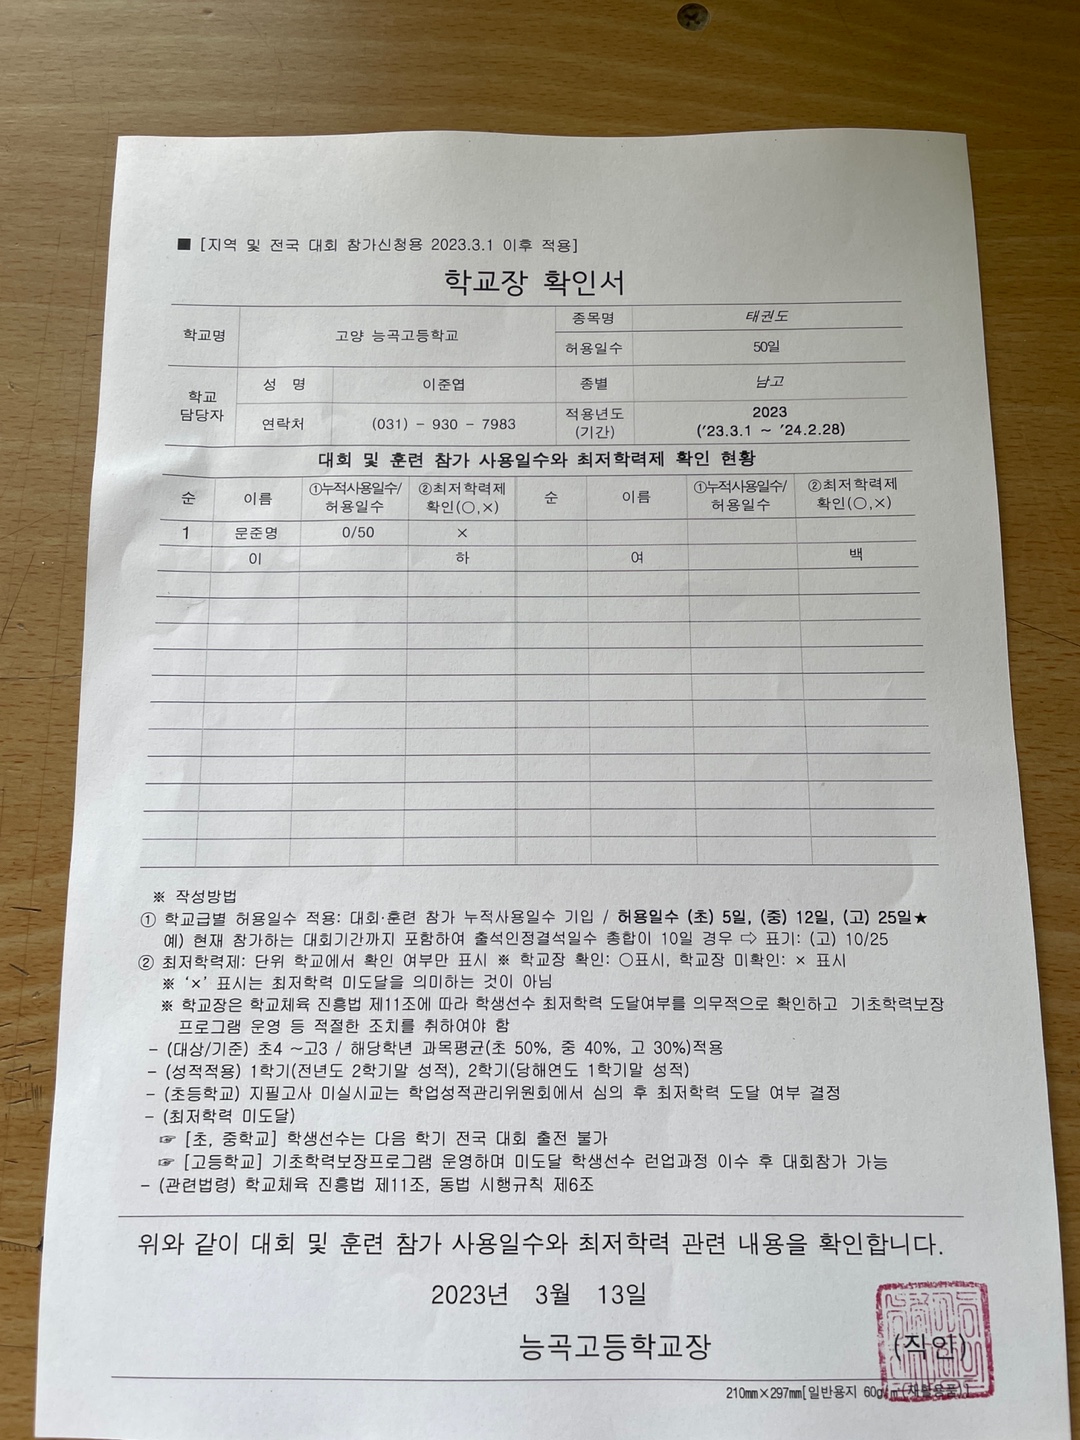 ■ [지역 및 전국 대회 참가신청용 2023.3.1 이후 적용]
학교장 확인서
학교명 고양 능곡고등학교 종목명 태권도
허용일수 50일
학교 담당자 성 명 이준엽 종별 남고
연락처 (031) - 930 - 7983 적용년도 (기간) 2023 ('23.3.1 ~ '24.2.28)
대회 및 훈련 참가 사용일수와 최저학력제 확인 현황
순 이름 ①누적사용일수/허용일수 ②최저학력제 확인(○,×) 순 이름 ①누적사용일수/허용일수 ②최저학력제 확인(○,×)
1 문준명 0/50 ×
이 하 여 백
※ 작성방법
① 학교급별 허용일수 적용: 대회·훈련 참가 누적사용일수 기입 / 허용일수 (초) 5일, (중) 12일, (고) 25일★
예) 현재 참가하는 대회기간까지 포함하여 출석인정결석일수 총합이 10일 경우 ⇨ 표기: (고) 10/25
② 최저학력제: 단위 학교에서 확인 여부만 표시 ※ 학교장 확인: ○표시, 학교장 미확인: × 표시
※ '×' 표시는 최저학력 미도달을 의미하는 것이 아님
※ 학교장은 학교체육 진흥법 제11조에 따라 학생선수 최저학력 도달여부를 의무적으로 확인하고 기초학력보장
프로그램 운영 등 적절한 조치를 취하여야 함
- (대상/기준) 초4 ~고3 / 해당학년 과목평균(초 50%, 중 40%, 고 30%)적용
- (성적적용) 1학기(전년도 2학기말 성적), 2학기(당해연도 1학기말 성적)
- (초등학교) 지필고사 미실시교는 학업성적관리위원회에서 심의 후 최저학력 도달 여부 결정
- (최저학력 미도달)
☞ [초, 중학교] 학생선수는 다음 학기 전국 대회 출전 불가
☞ [고등학교] 기초학력보장프로그램 운영하며 미도달 학생선수 런업과정 이수 후 대회참가 가능
- (관련법령) 학교체육 진흥법 제11조, 동법 시행규칙 제6조
위와 같이 대회 및 훈련 참가 사용일수와 최저학력 관련 내용을 확인합니다.
2023년 3월 13일
능곡고등학교장 (직인)
210㎜×297㎜[일반용지 60g/㎡(재활용품)]